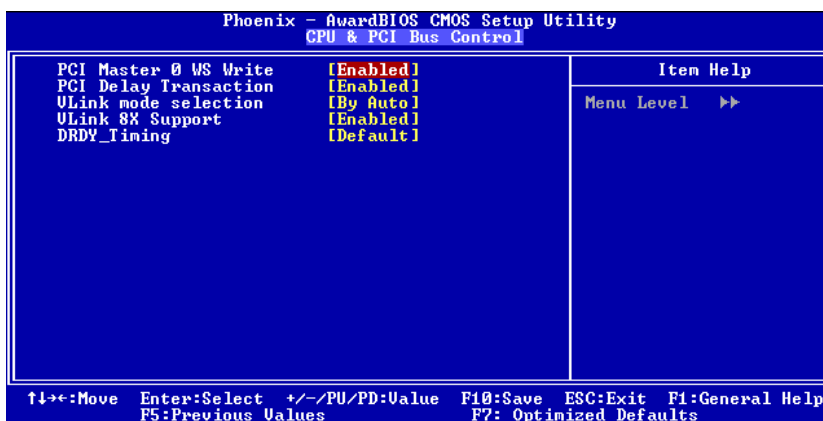 Phoenix - AwardBIOS CMOS Setup Utility
CPU & PCI Bus Control
PCI Master 0 WS Write [Enabled]
PCI Delay Transaction [Enabled]
VLink mode selection [By Auto]
VLink 8X Support [Enabled]
DRDY_Timing [Default]
Item Help
Menu Level ►►
↑↓→←:Move Enter:Select +/-/PU/PD:Value F10:Save ESC:Exit F1:General Help
F5:Previous Values F7: Optimized Defaults